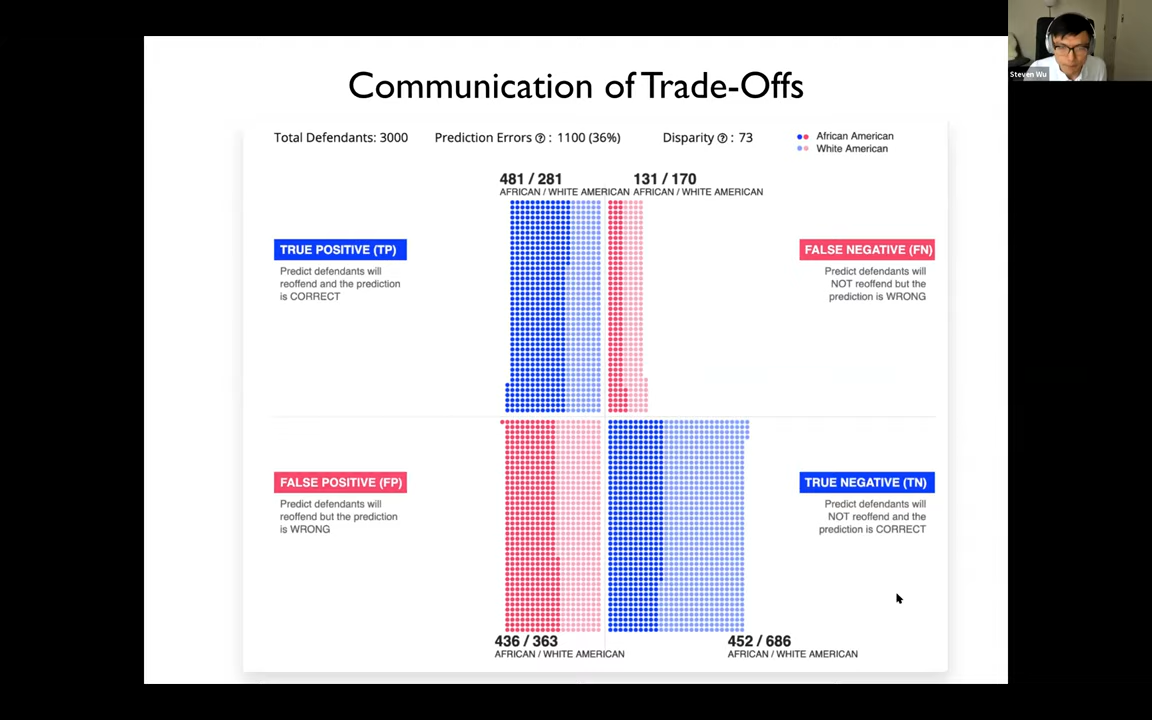 Steven Wu
Communication of Trade-Offs
Total Defendants: 3000 Prediction Errors ? : 1100 (36%) Disparity ? : 73
African American
White American
481 / 281
AFRICAN / WHITE AMERICAN
131 / 170
AFRICAN / WHITE AMERICAN
TRUE POSITIVE (TP)
Predict defendants will
reoffend and the prediction
is CORRECT
FALSE NEGATIVE (FN)
Predict defendants will
NOT reoffend but the
prediction is WRONG
FALSE POSITIVE (FP)
Predict defendants will
reoffend but the prediction
is WRONG
TRUE NEGATIVE (TN)
Predict defendants will
NOT reoffend and the
prediction is CORRECT
436 / 363
AFRICAN / WHITE AMERICAN
452 / 686
AFRICAN / WHITE AMERICAN